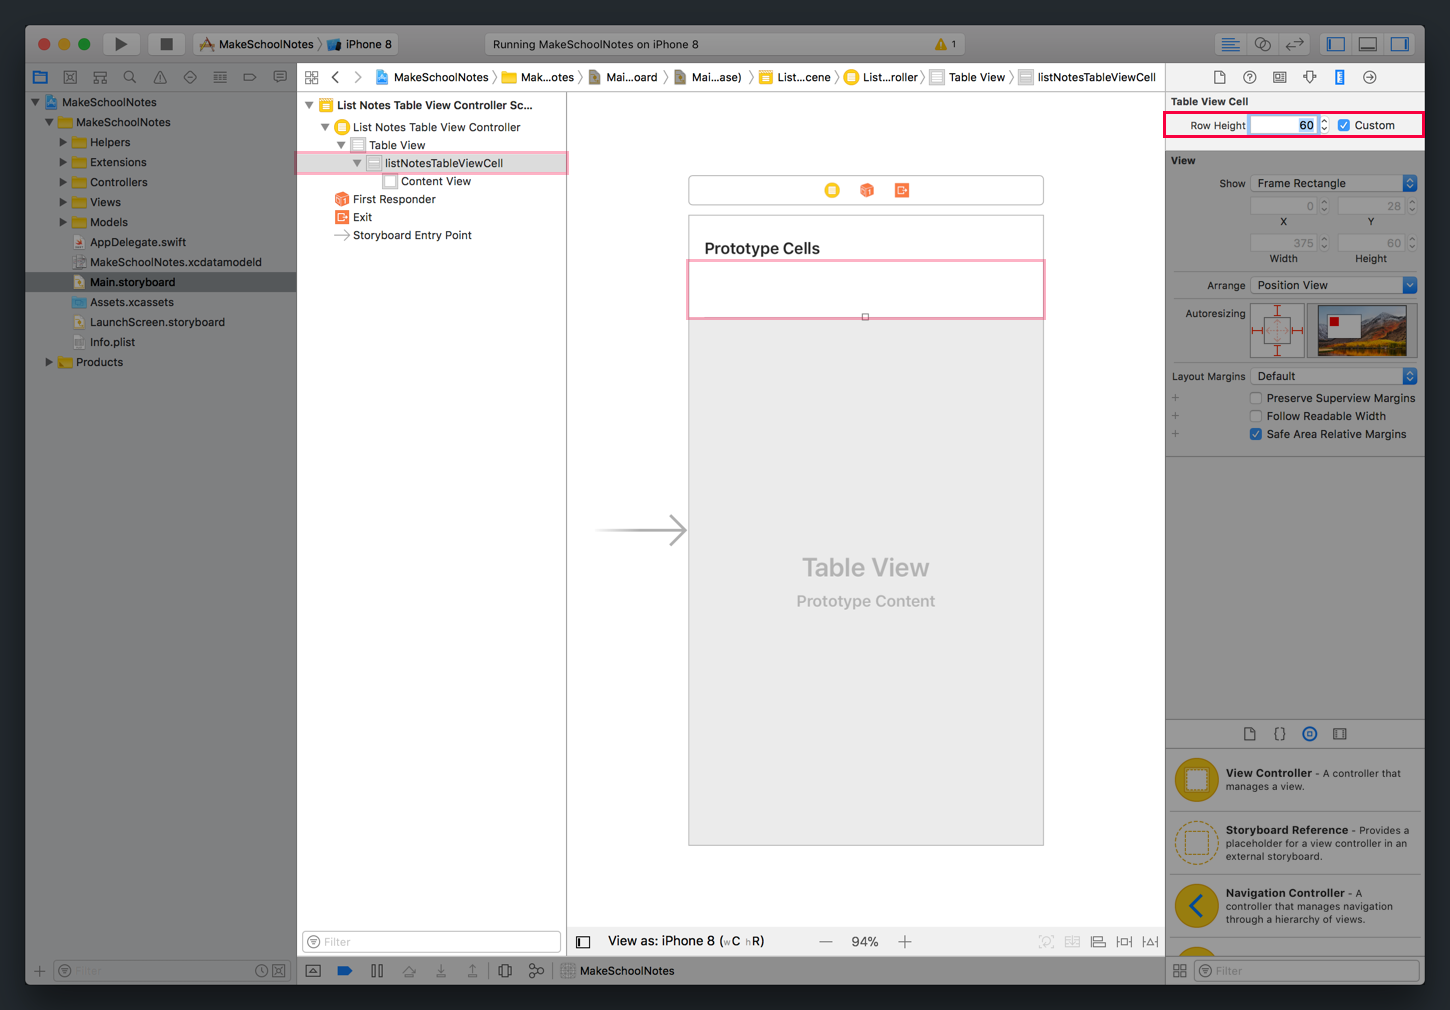 MakeSchoolNotes
iPhone 8
Running MakeSchoolNotes on iPhone 8
1
MakeSchoolNotes
Mak...otes
Mai...oard
Mai...ase)
List...cene
List...roller
Table View
listNotesTableViewCell
MakeSchoolNotes
MakeSchoolNotes
Helpers
Extensions
Controllers
Views
Models
AppDelegate.swift
MakeSchoolNotes.xcdatamodeld
Main.storyboard
Assets.xcassets
LaunchScreen.storyboard
Info.plist
Products
Filter
List Notes Table View Controller Sc...
List Notes Table View Controller
Table View
listNotesTableViewCell
Content View
First Responder
Exit
Storyboard Entry Point
Filter
Prototype Cells
Table View
Prototype Content
View as: iPhone 8 (wC hR)
94%
MakeSchoolNotes
Table View Cell
Row Height 60 Custom
View
Show Frame Rectangle
0 28
X Y
375 60
Width Height
Arrange Position View
Autoresizing
Layout Margins Default
Preserve Superview Margins
Follow Readable Width
Safe Area Relative Margins
View Controller - A controller that
manages a view.
Storyboard Reference - Provides a
placeholder for a view controller in an
external storyboard.
Navigation Controller - A
controller that manages navigation
through a hierarchy of views.
Filter